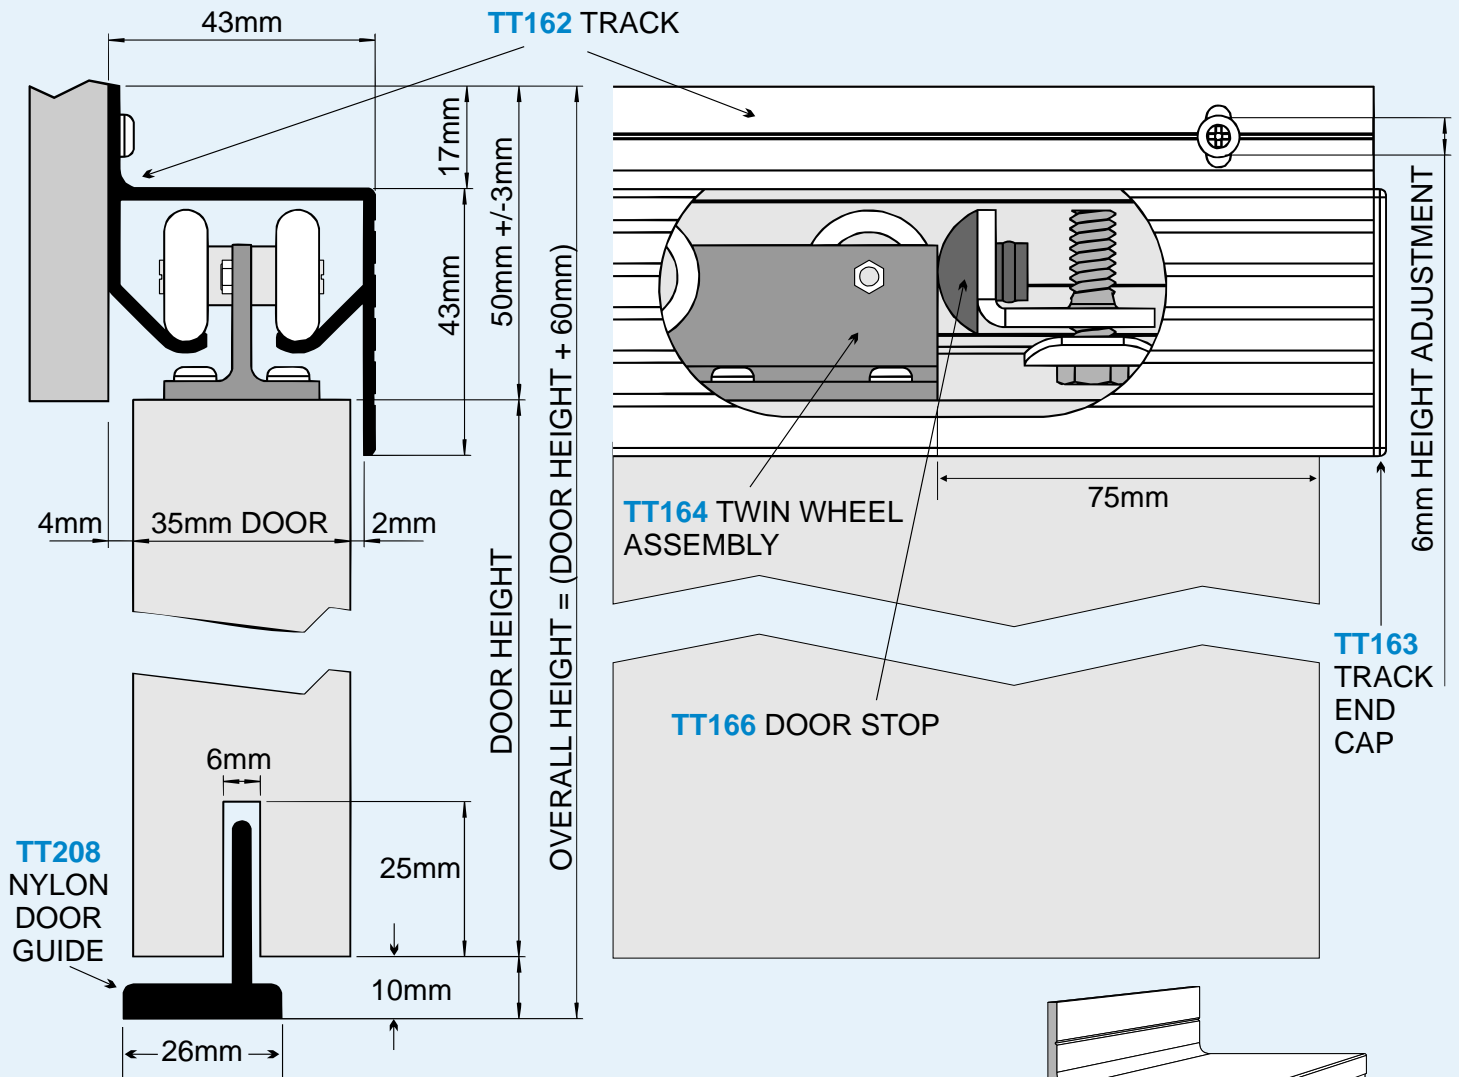 43mm
TT162 TRACK
17mm
50mm +/-3mm
43mm
6mm HEIGHT ADJUSTMENT
OVERALL HEIGHT = (DOOR HEIGHT + 60mm)
DOOR HEIGHT
4mm
35mm DOOR
2mm
TT164 TWIN WHEEL
ASSEMBLY
75mm
TT163
TRACK
END
CAP
TT166 DOOR STOP
6mm
25mm
TT208
NYLON
DOOR
GUIDE
10mm
26mm